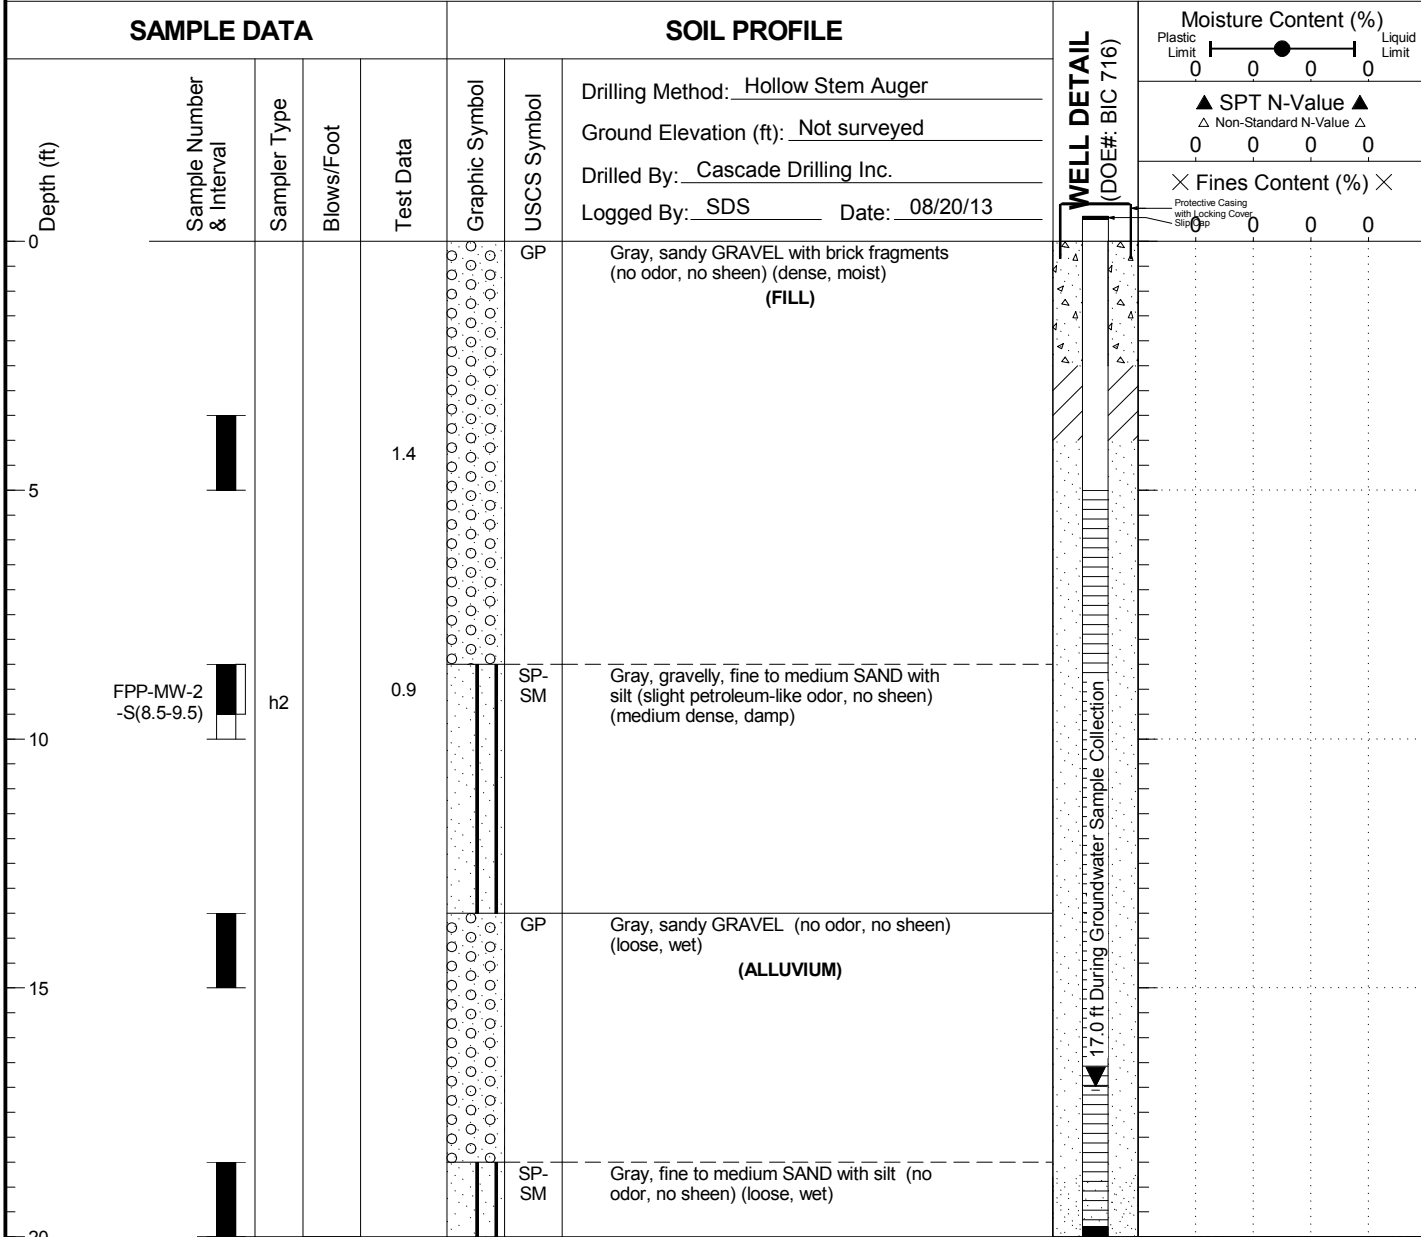 SAMPLE DATA
SOIL PROFILE
Depth (ft)
Sample Number
& Interval
Sampler Type
Blows/Foot
Test Data
Graphic Symbol
USCS Symbol
Drilling Method: Hollow Stem Auger
Ground Elevation (ft): Not surveyed
Drilled By: Cascade Drilling Inc.
Logged By: SDS Date: 08/20/13
WELL DETAIL
(DOE#: BIC 716)
Moisture Content (%)
Plastic
Limit
Liquid
Limit
0 0 0 0
▲ SPT N-Value ▲
△ Non-Standard N-Value △
0 0 0 0
× Fines Content (%) ×
Protective Casing
with Locking Cover
Slip Cap
0 0 0 0
0
GP
Gray, sandy GRAVEL with brick fragments
(no odor, no sheen) (dense, moist)
(FILL)
1.4
5
FPP-MW-2
-S(8.5-9.5)
h2
0.9
SP-
SM
Gray, gravelly, fine to medium SAND with
silt (slight petroleum-like odor, no sheen)
(medium dense, damp)
10
17.0 ft During Groundwater Sample Collection
GP
Gray, sandy GRAVEL (no odor, no sheen)
(loose, wet)
(ALLUVIUM)
15
SP-
SM
Gray, fine to medium SAND with silt (no
odor, no sheen) (loose, wet)
20